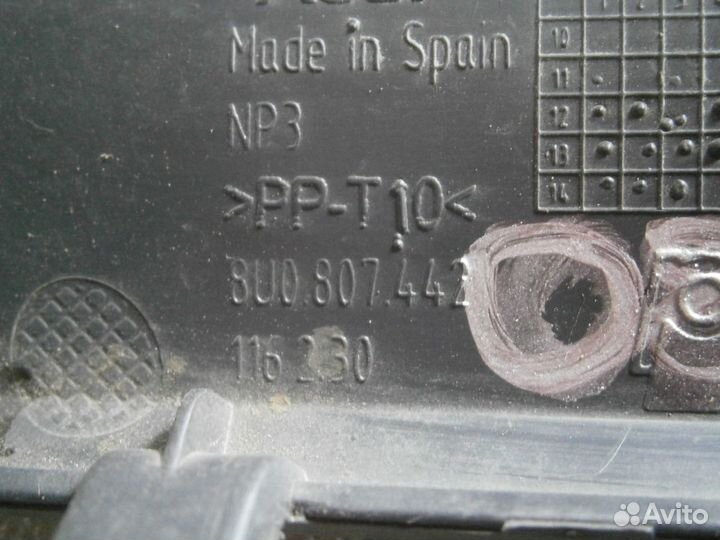 Made in Spain
NP3
>PP-T10<
8U0.807.442
116 230
10
11
12
13
14
Avito